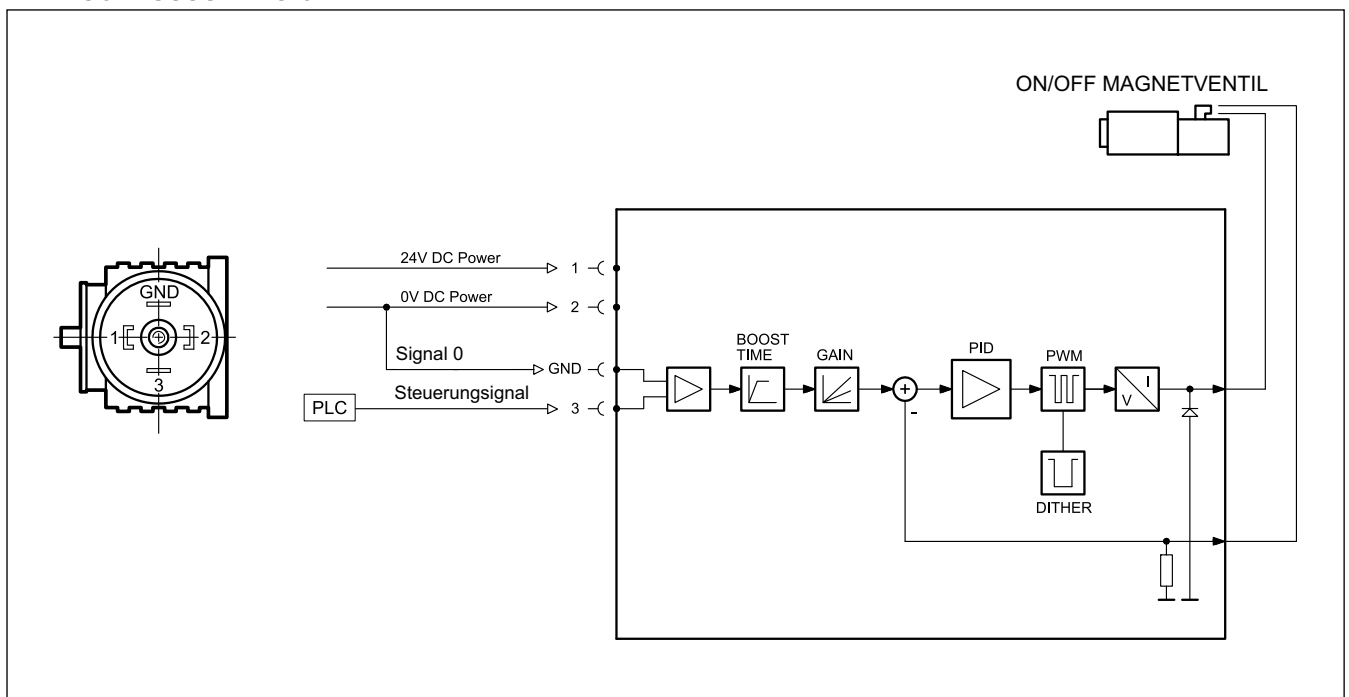 ON/OFF MAGNETVENTIL
24V DC Power
1
0V DC Power
2
Signal 0
GND
Steuerungsignal
PLC
3
BOOST
TIME
GAIN
PID
PWM
I
V
+
-
DITHER
GND
1
2
3